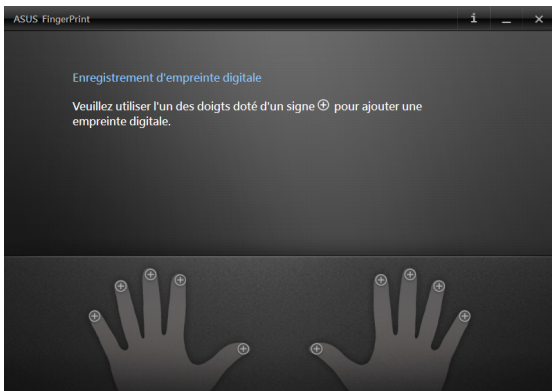 ASUS FingerPrint
Enregistrement d'empreinte digitale
Veuillez utiliser l'un des doigts doté d'un signe ⊕ pour ajouter une
empreinte digitale.